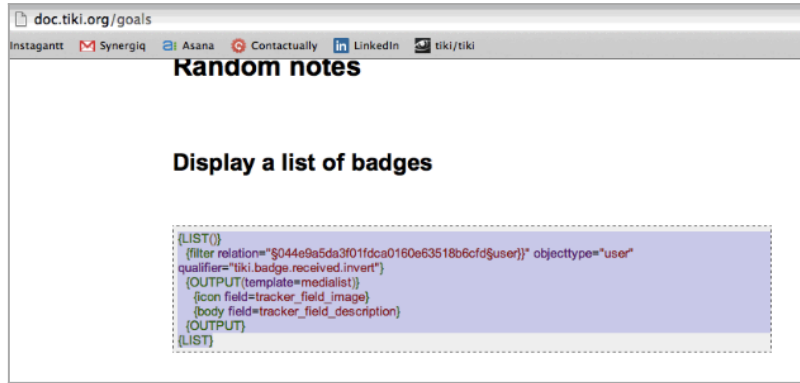 doc.tiki.org/goals
Instagantt Synergiq Asana Contactually LinkedIn tiki/tiki
Random notes
Display a list of badges
{LIST()}
{filter relation="§044e9a5da3f01fdca0160e63518b6cfd§user}}" objecttype="user"
qualifier="tiki.badge.received.invert"}
{OUTPUT(template=medialist)}
{icon field=tracker_field_image}
{body field=tracker_field_description}
{OUTPUT}
{LIST}